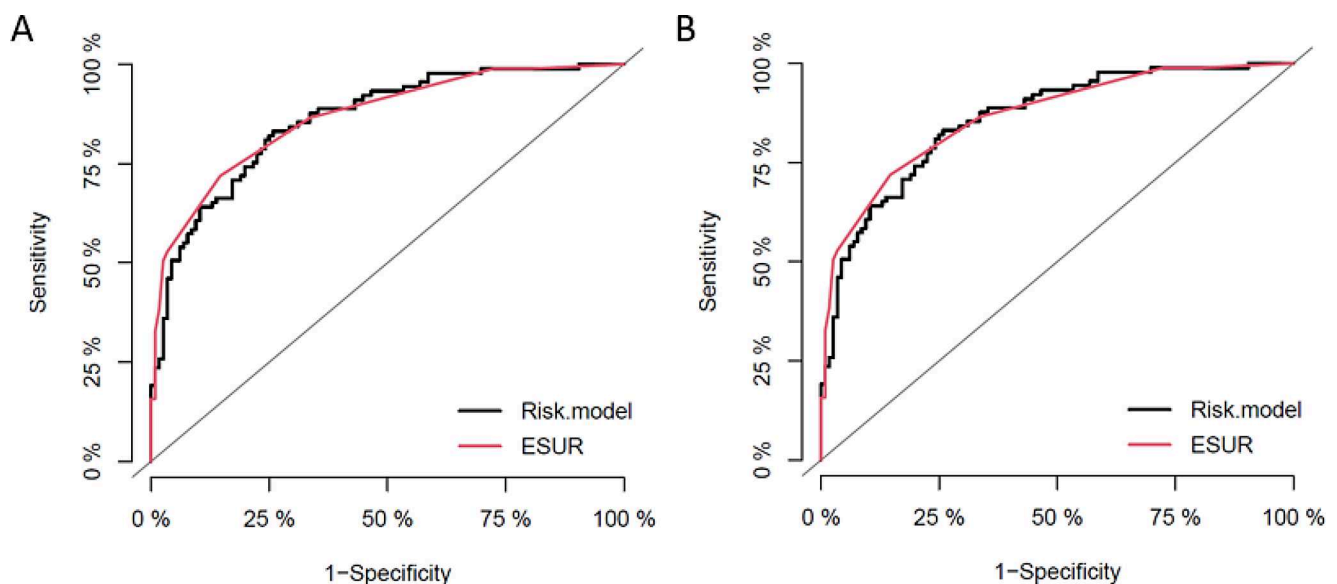 A
100 %
75 %
50 %
25 %
0 %
Sensitivity
Risk.model
ESUR
0 % 25 % 50 % 75 % 100 %
1−Specificity
B
100 %
75 %
50 %
25 %
0 %
Sensitivity
Risk.model
ESUR
0 % 25 % 50 % 75 % 100 %
1−Specificity